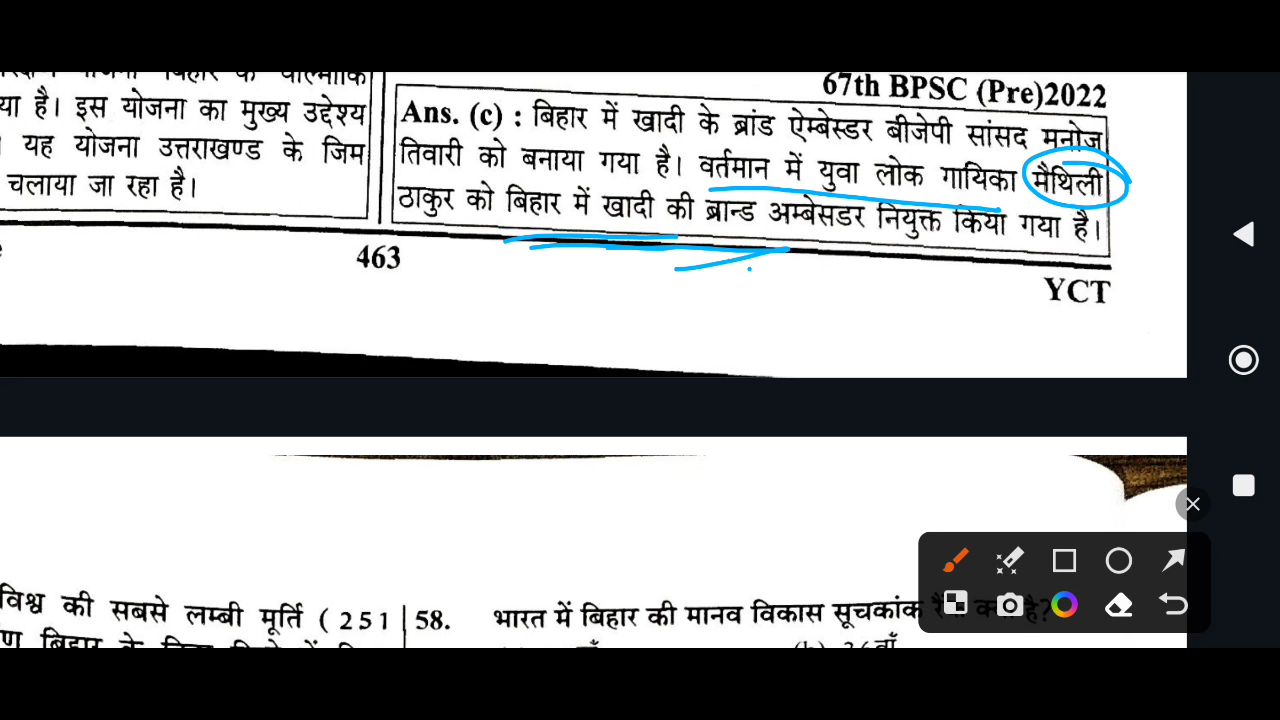 या है। इस योजना का मुख्य उद्देश्य
यह योजना उत्तराखण्ड के जिम
चलाया जा रहा है।
67th BPSC (Pre)2022
Ans. (c) : बिहार में खादी के ब्रांड ऐम्बेस्डर बीजेपी सांसद मनोज
तिवारी को बनाया गया है। वर्तमान में युवा लोक गायिका मैथिली
ठाकुर को बिहार में खादी की ब्रान्ड अम्बेसडर नियुक्त किया गया है।
463
YCT
विश्व की सबसे लम्बी मूर्ति ( 251
58. भारत में बिहार की मानव विकास सूचकांक